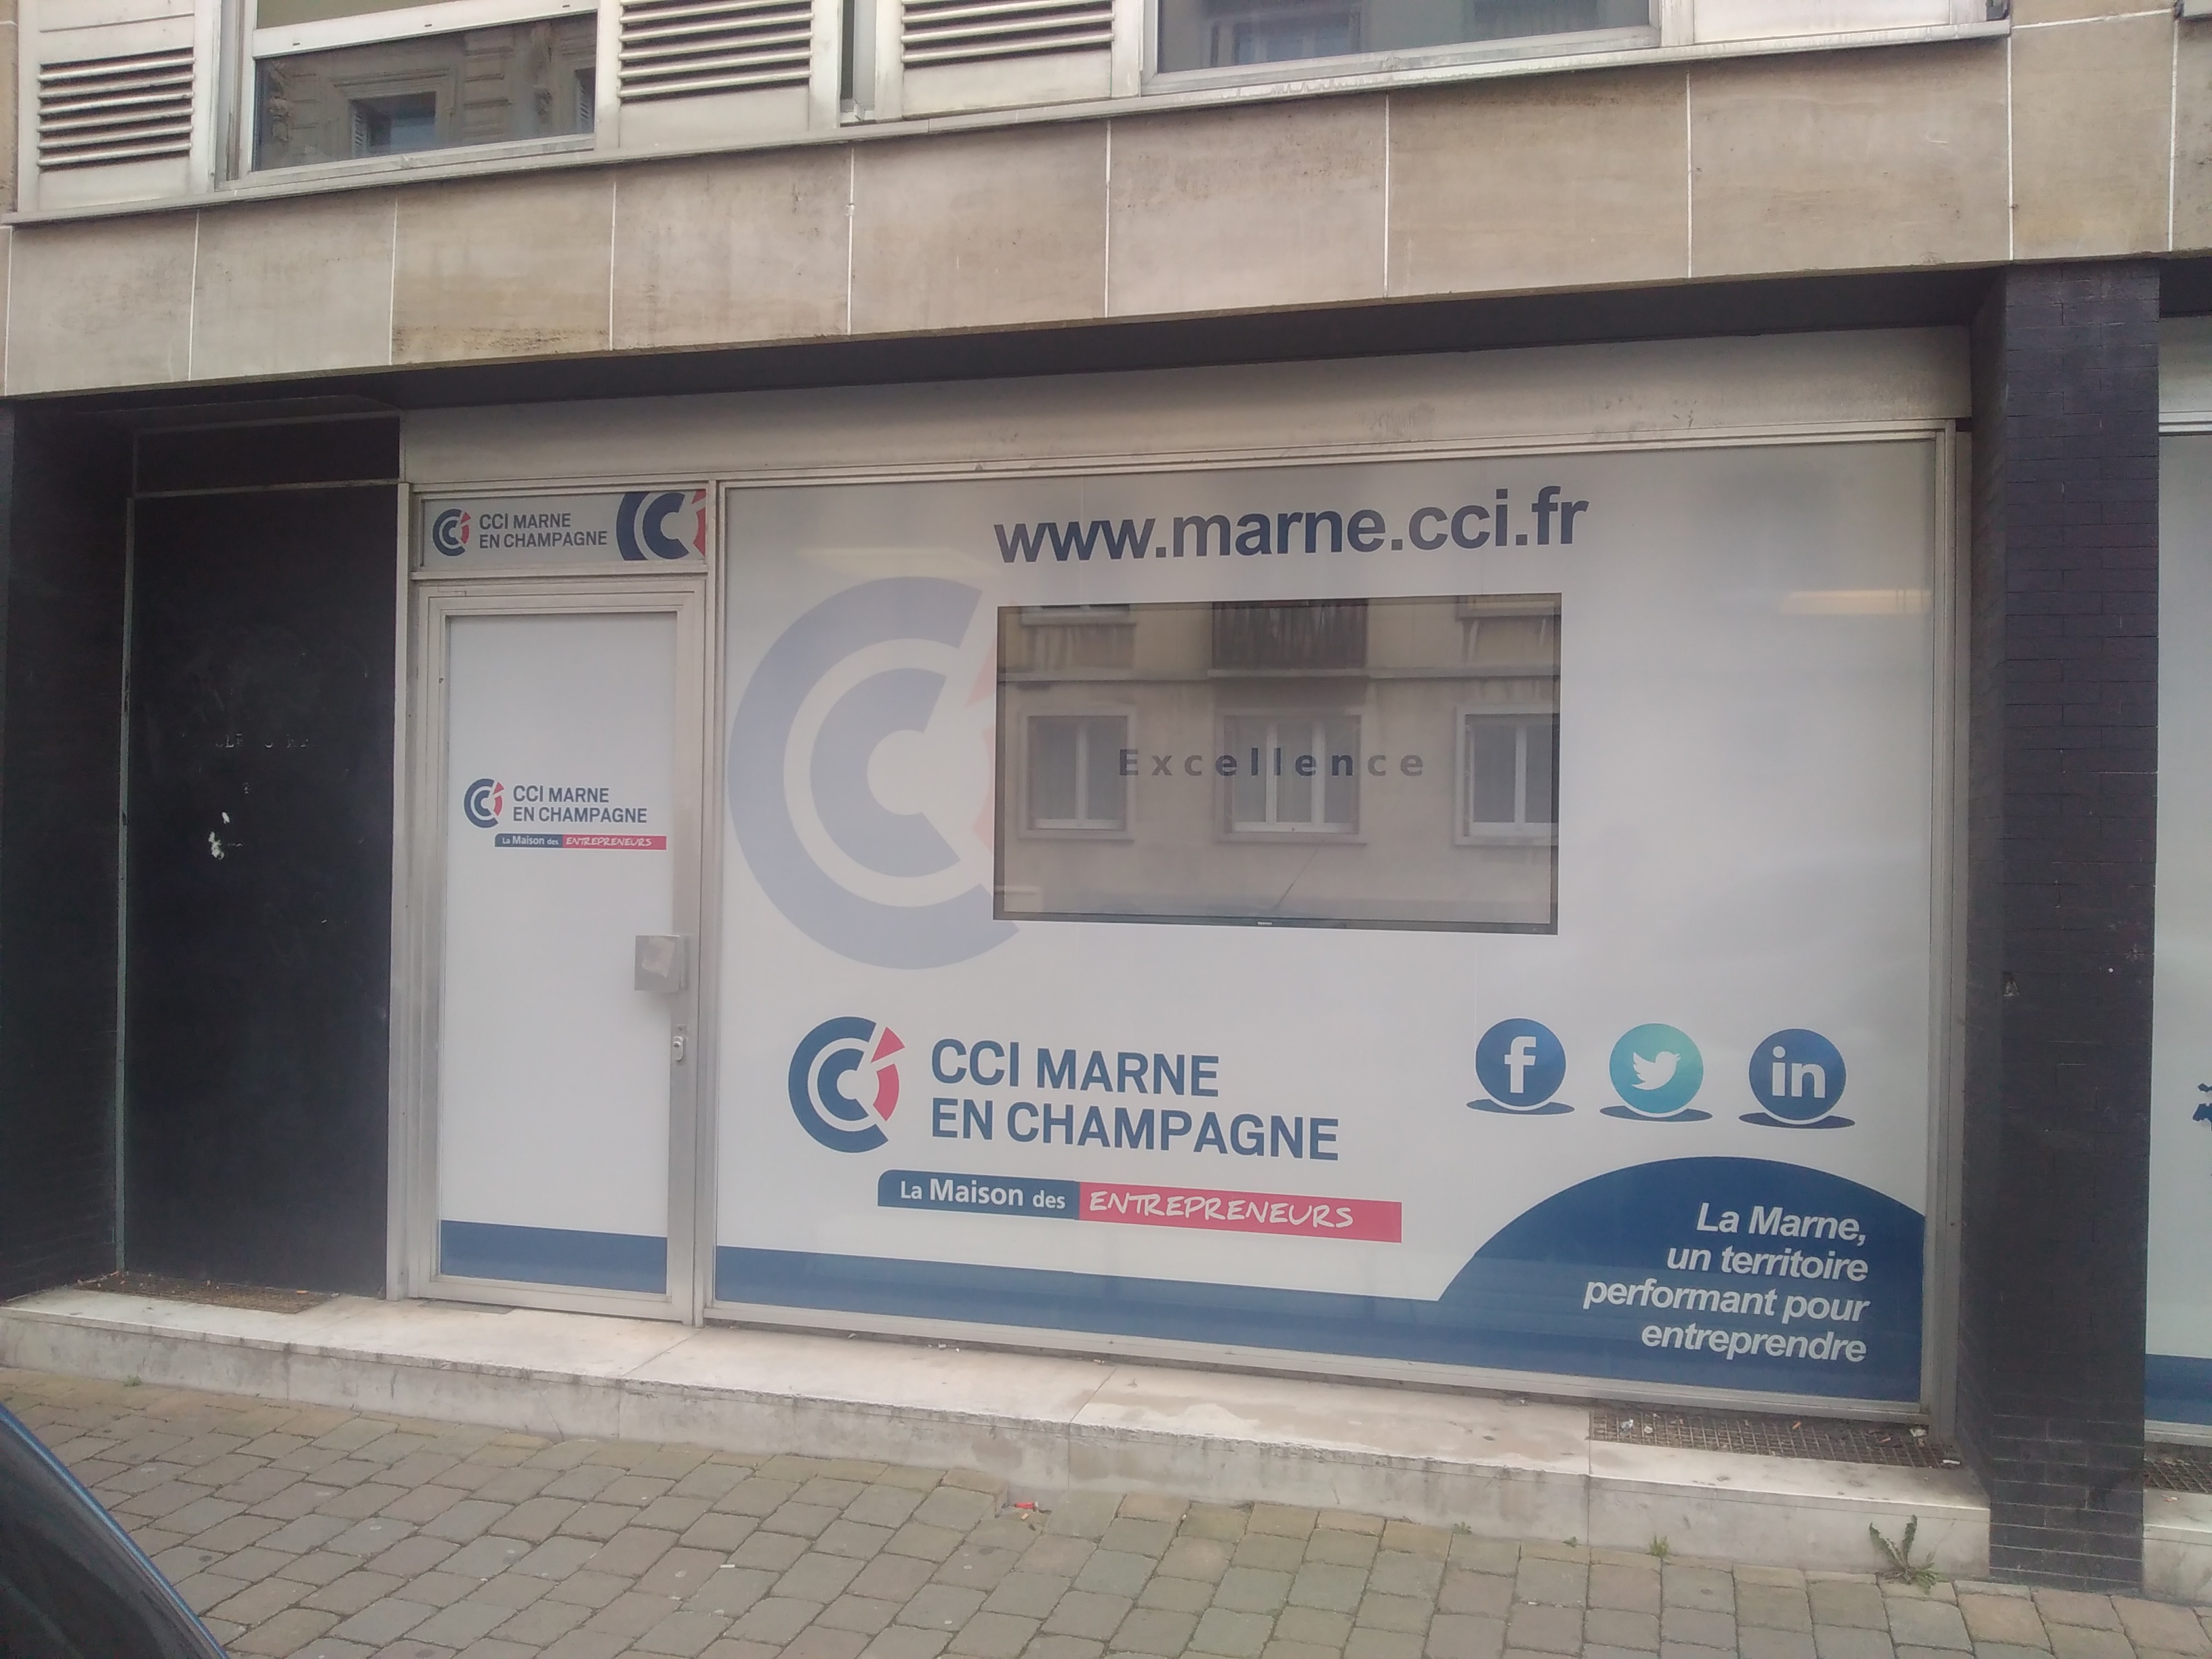 CCI MARNE
EN CHAMPAGNE
www.marne.cci.fr
Excellence
CCI MARNE
EN CHAMPAGNE
La Maison des ENTREPRENEURS
CCI MARNE
EN CHAMPAGNE
La Maison des ENTREPRENEURS
f
in
La Marne,
un territoire
performant pour
entreprendre